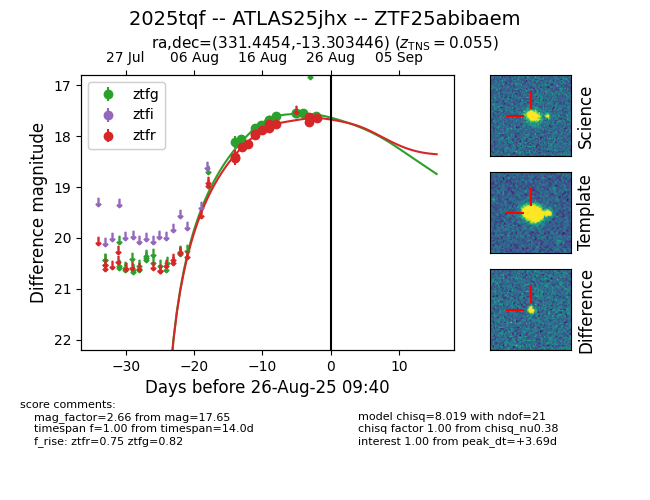 2025tqf -- ATLAS25jhx -- ZTF25abibaem
ra,dec=(331.4454,-13.303446) (z_TNS = 0.055)
27 Jul 06 Aug 16 Aug 26 Aug 05 Sep
ztfg
ztfi
ztfr
17
18
19
20
21
22
Difference magnitude
−30 −20 −10 0 10
Days before 26-Aug-25 09:40
Science
Template
Difference
score comments:
mag_factor=2.66 from mag=17.65
timespan f=1.00 from timespan=14.0d
f_rise: ztfr=0.75 ztfg=0.82
model chisq=8.019 with ndof=21
chisq factor 1.00 from chisq_nu0.38
interest 1.00 from peak_dt=+3.69d